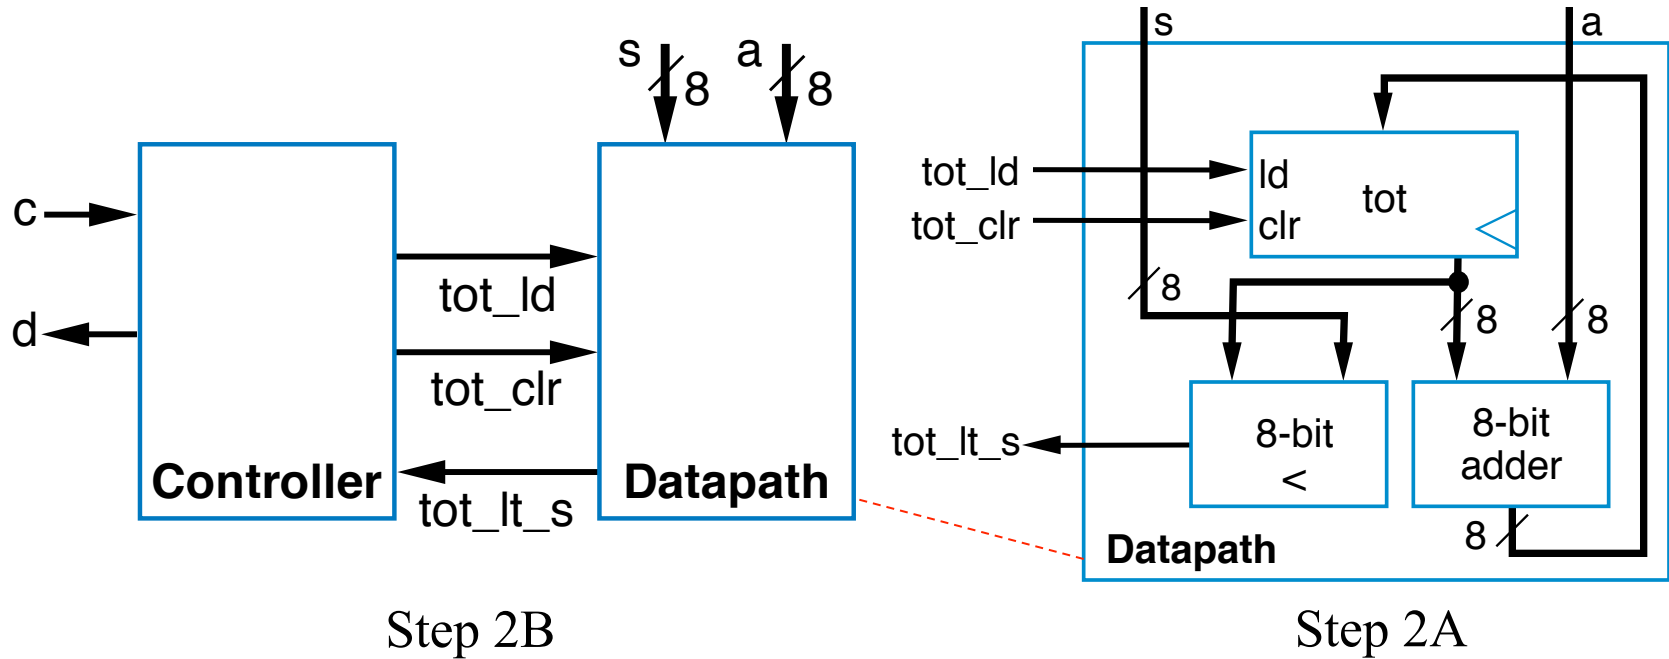 s
8
a
8
c
d
tot_ld
tot_clr
tot_lt_s
Controller
Datapath
Step 2B
s
a
tot_ld
tot_clr
ld
clr
tot
8
8
8
tot_lt_s
8-bit
<
8-bit
adder
8
Datapath
Step 2A